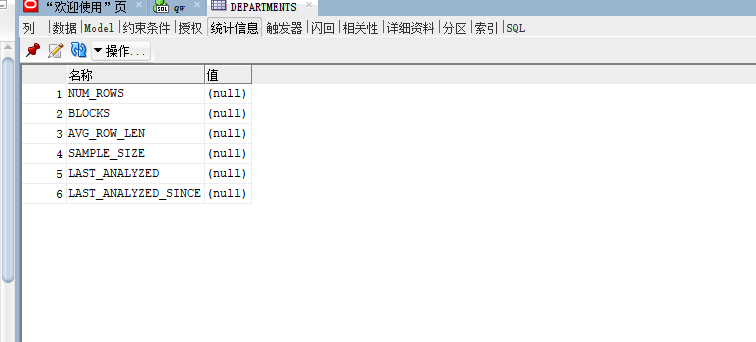 “欢迎使用”页 qw DEPARTMENTS
列 数据 Model 约束条件 授权 统计信息 触发器 闪回 相关性 详细资料 分区 索引 SQL
操作...
名称 值
1 NUM_ROWS (null)
2 BLOCKS (null)
3 AVG_ROW_LEN (null)
4 SAMPLE_SIZE (null)
5 LAST_ANALYZED (null)
6 LAST_ANALYZED_SINCE (null)